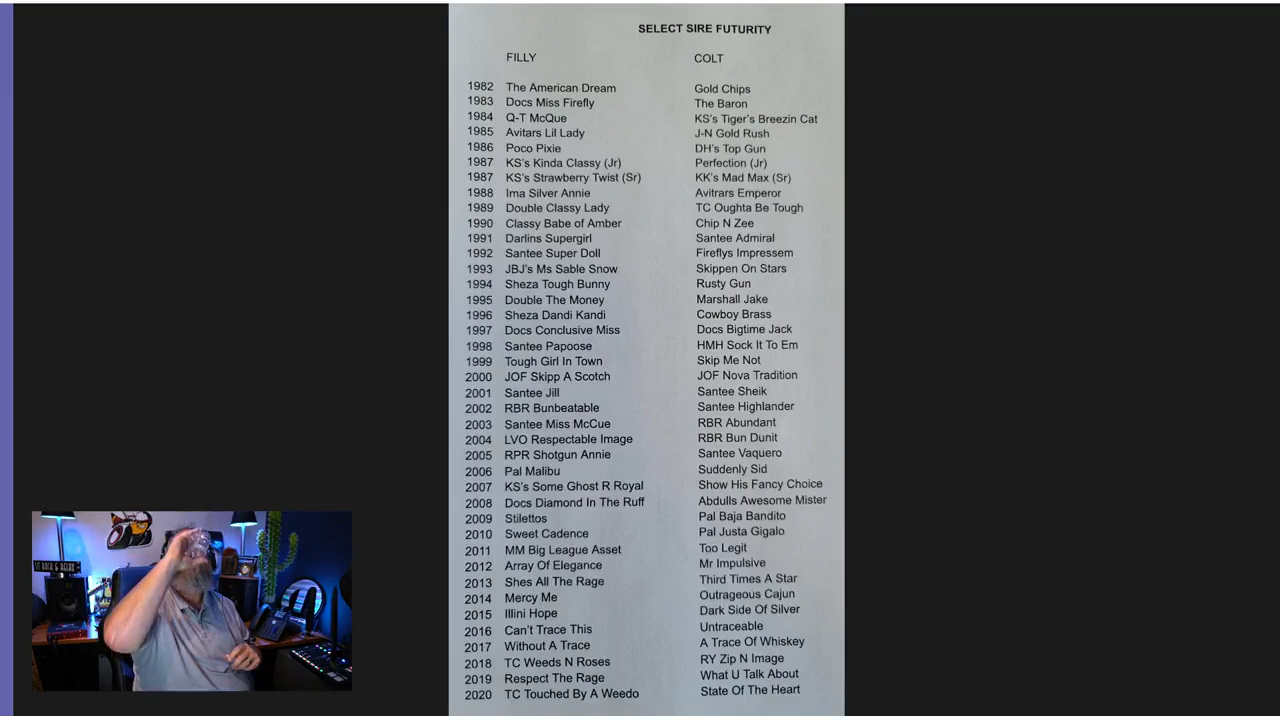 SELECT SIRE FUTURITY
FILLY COLT
1982 The American Dream Gold Chips
1983 Docs Miss Firefly The Baron
1984 Q-T McQue KS's Tiger's Breezin Cat
1985 Avitars Lil Lady J-N Gold Rush
1986 Poco Pixie DH's Top Gun
1987 KS's Kinda Classy (Jr) Perfection (Jr)
1987 KS's Strawberry Twist (Sr) KK's Mad Max (Sr)
1988 Ima Silver Annie Avitrars Emperor
1989 Double Classy Lady TC Oughta Be Tough
1990 Classy Babe of Amber Chip N Zee
1991 Darlins Supergirl Santee Admiral
1992 Santee Super Doll Fireflys Impressem
1993 JBJ's Ms Sable Snow Skippen On Stars
1994 Sheza Tough Bunny Rusty Gun
1995 Double The Money Marshall Jake
1996 Sheza Dandi Kandi Cowboy Brass
1997 Docs Conclusive Miss Docs Bigtime Jack
1998 Santee Papoose HMH Sock It To Em
1999 Tough Girl In Town Skip Me Not
2000 JOF Skipp A Scotch JOF Nova Tradition
2001 Santee Jill Santee Sheik
2002 RBR Bunbeatable Santee Highlander
2003 Santee Miss McCue RBR Abundant
2004 LVO Respectable Image RBR Bun Dunit
2005 RPR Shotgun Annie Santee Vaquero
2006 Pal Malibu Suddenly Sid
2007 KS's Some Ghost R Royal Show His Fancy Choice
2008 Docs Diamond In The Ruff Abdulls Awesome Mister
2009 Stilettos Pal Baja Bandito
2010 Sweet Cadence Pal Justa Gigalo
2011 MM Big League Asset Too Legit
2012 Array Of Elegance Mr Impulsive
2013 Shes All The Rage Third Times A Star
2014 Mercy Me Outrageous Cajun
2015 Illini Hope Dark Side Of Silver
2016 Can't Trace This Untraceable
2017 Without A Trace A Trace Of Whiskey
2018 TC Weeds N Roses RY Zip N Image
2019 Respect The Rage What U Talk About
2020 TC Touched By A Weedo State Of The Heart